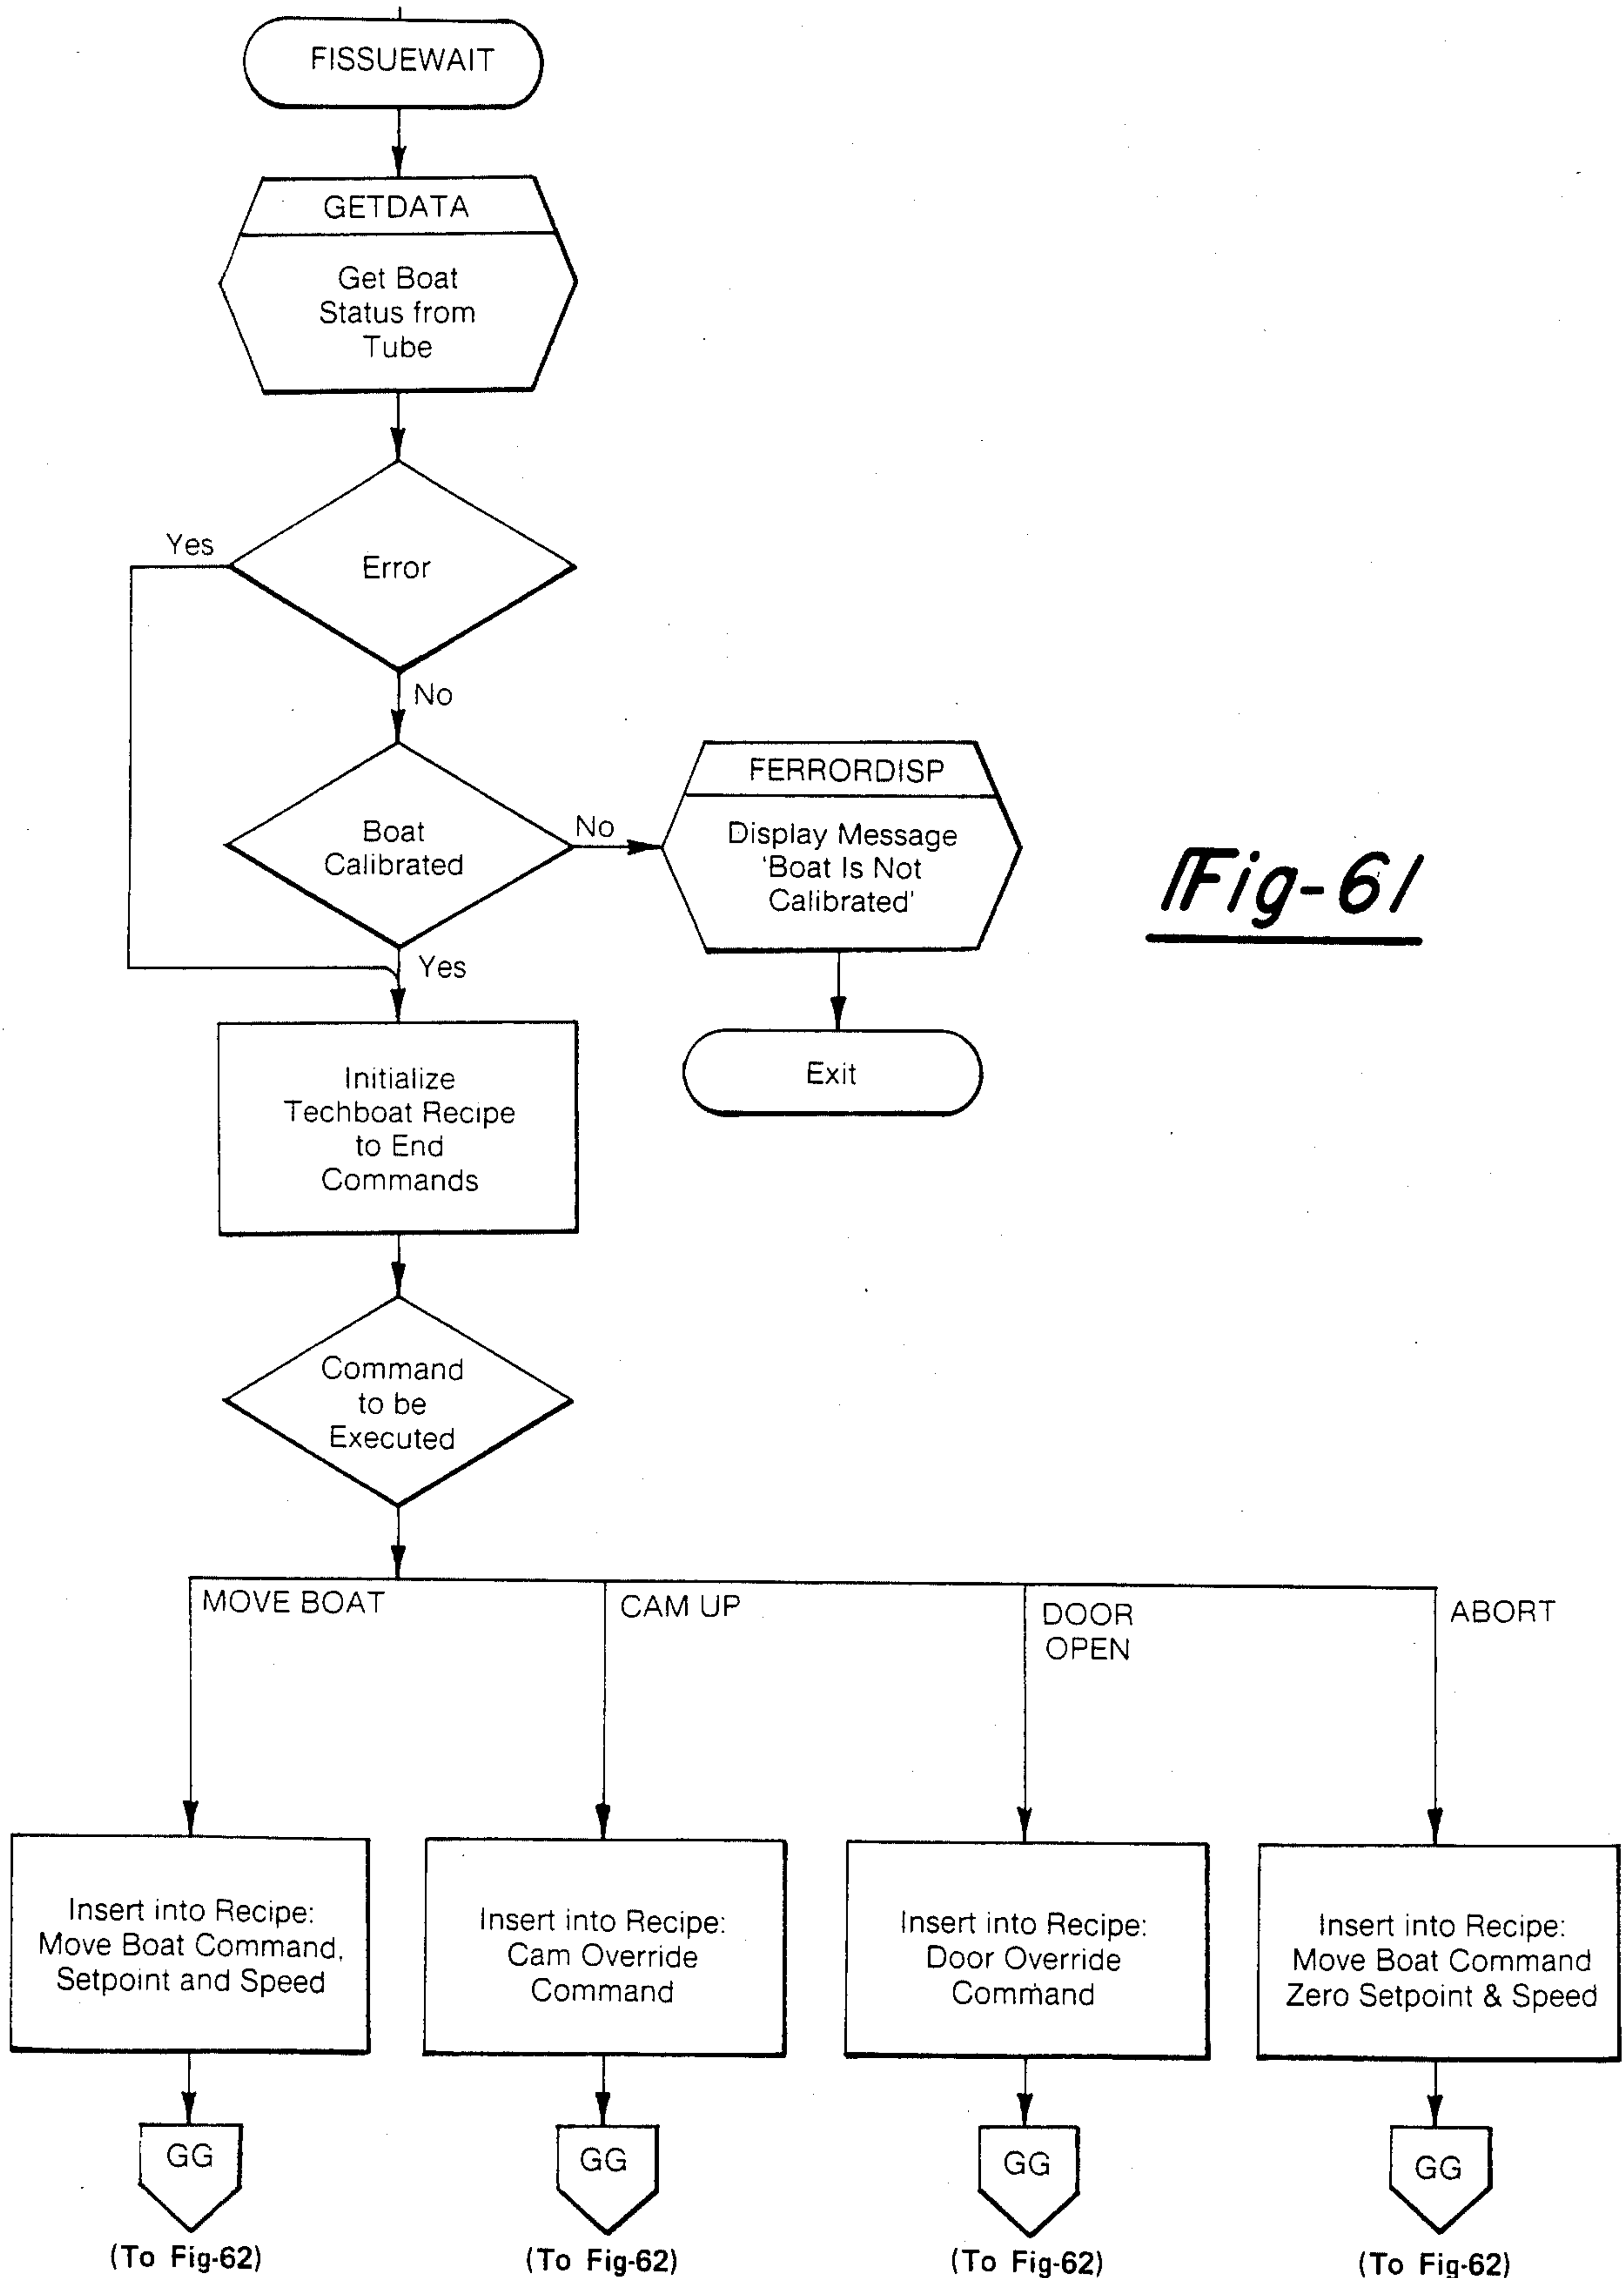 FISSUEWAIT
GETDATA
Get Boat
Status from
Tube
Yes
Error
No
Boat
Calibrated
No
FERRORDISP
Display Message
'Boat Is Not
Calibrated'
Fig-61
Yes
Exit
Initialize
Techboat Recipe
to End
Commands
Command
to be
Executed
MOVE BOAT
CAM UP
DOOR
OPEN
ABORT
Insert into Recipe:
Move Boat Command,
Setpoint and Speed
Insert into Recipe:
Cam Override
Command
Insert into Recipe:
Door Override
Command
Insert into Recipe:
Move Boat Command
Zero Setpoint & Speed
GG
GG
GG
GG
(To Fig-62)
(To Fig-62)
(To Fig-62)
(To Fig-62)